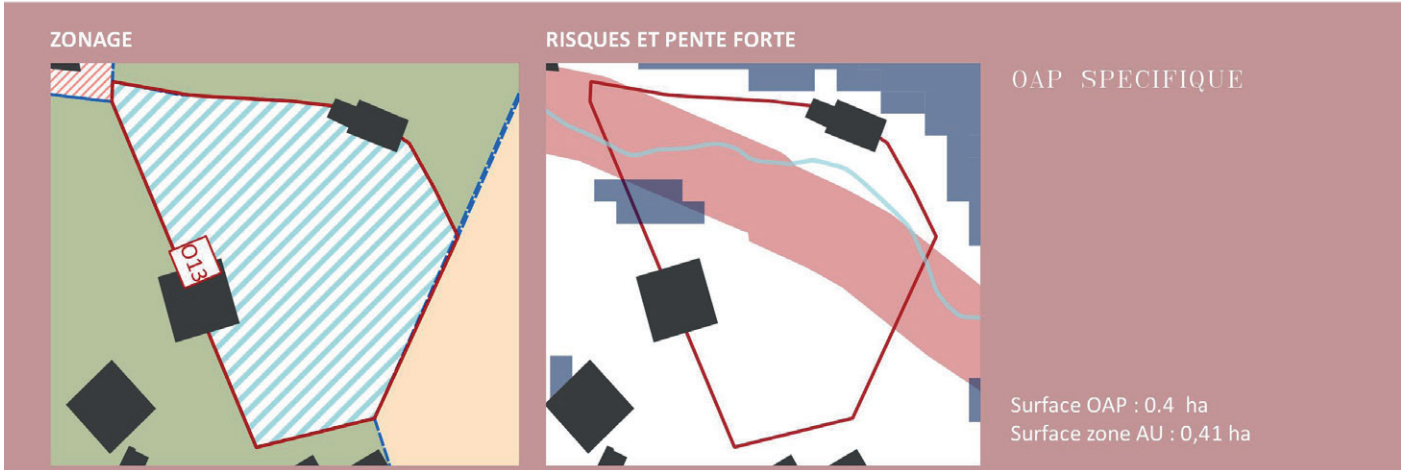 ZONAGE
RISQUES ET PENTE FORTE
OAP SPECIFIQUE
O13
Surface OAP : 0.4 ha
Surface zone AU : 0,41 ha